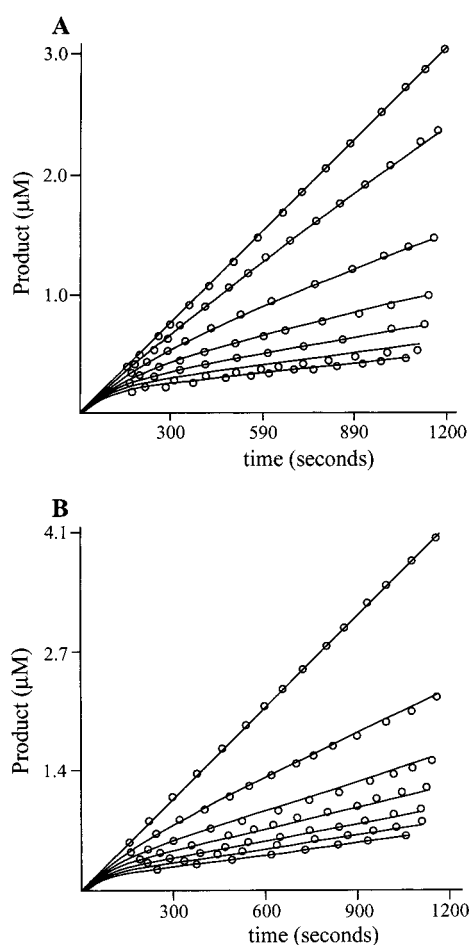 A
3.0
2.0
1.0
Product (μM)
300
590
890
1200
time (seconds)
B
4.1
2.7
1.4
Product (μM)
300
600
900
1200
time (seconds)